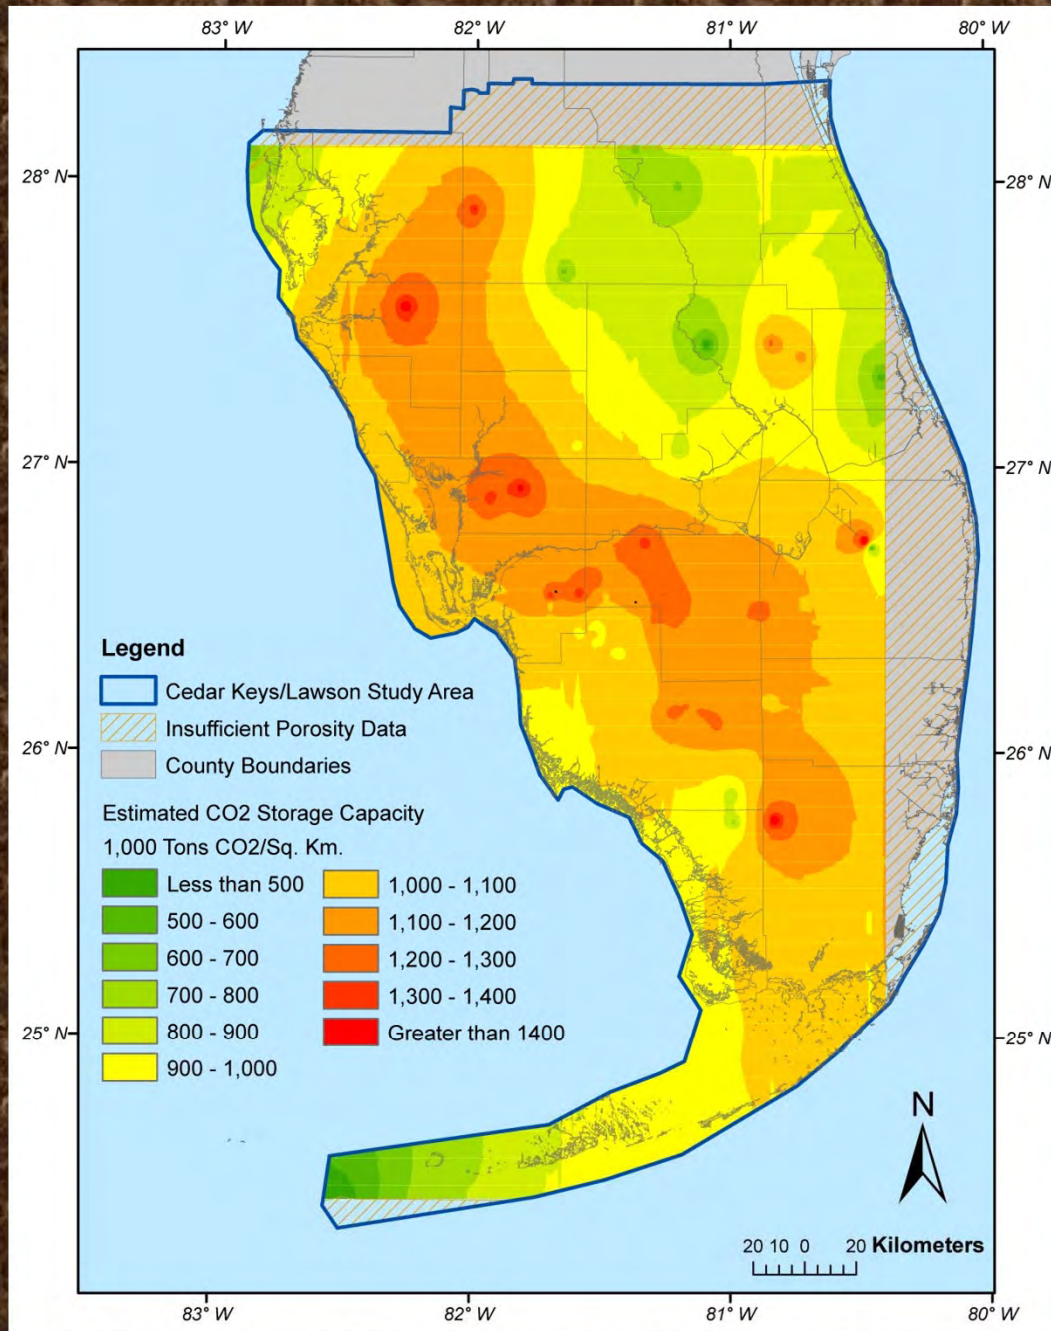 83° W 82° W 81° W 80° W
28° N 28° N
27° N 27° N
26° N 26° N
25° N 25° N
Legend
Cedar Keys/Lawson Study Area
Insufficient Porosity Data
County Boundaries
Estimated CO2 Storage Capacity
1,000 Tons CO2/Sq. Km.
Less than 500
500 - 600
600 - 700
700 - 800
800 - 900
900 - 1,000
1,000 - 1,100
1,100 - 1,200
1,200 - 1,300
1,300 - 1,400
Greater than 1400
N
20 10 0 20 Kilometers
83° W 82° W 81° W 80° W